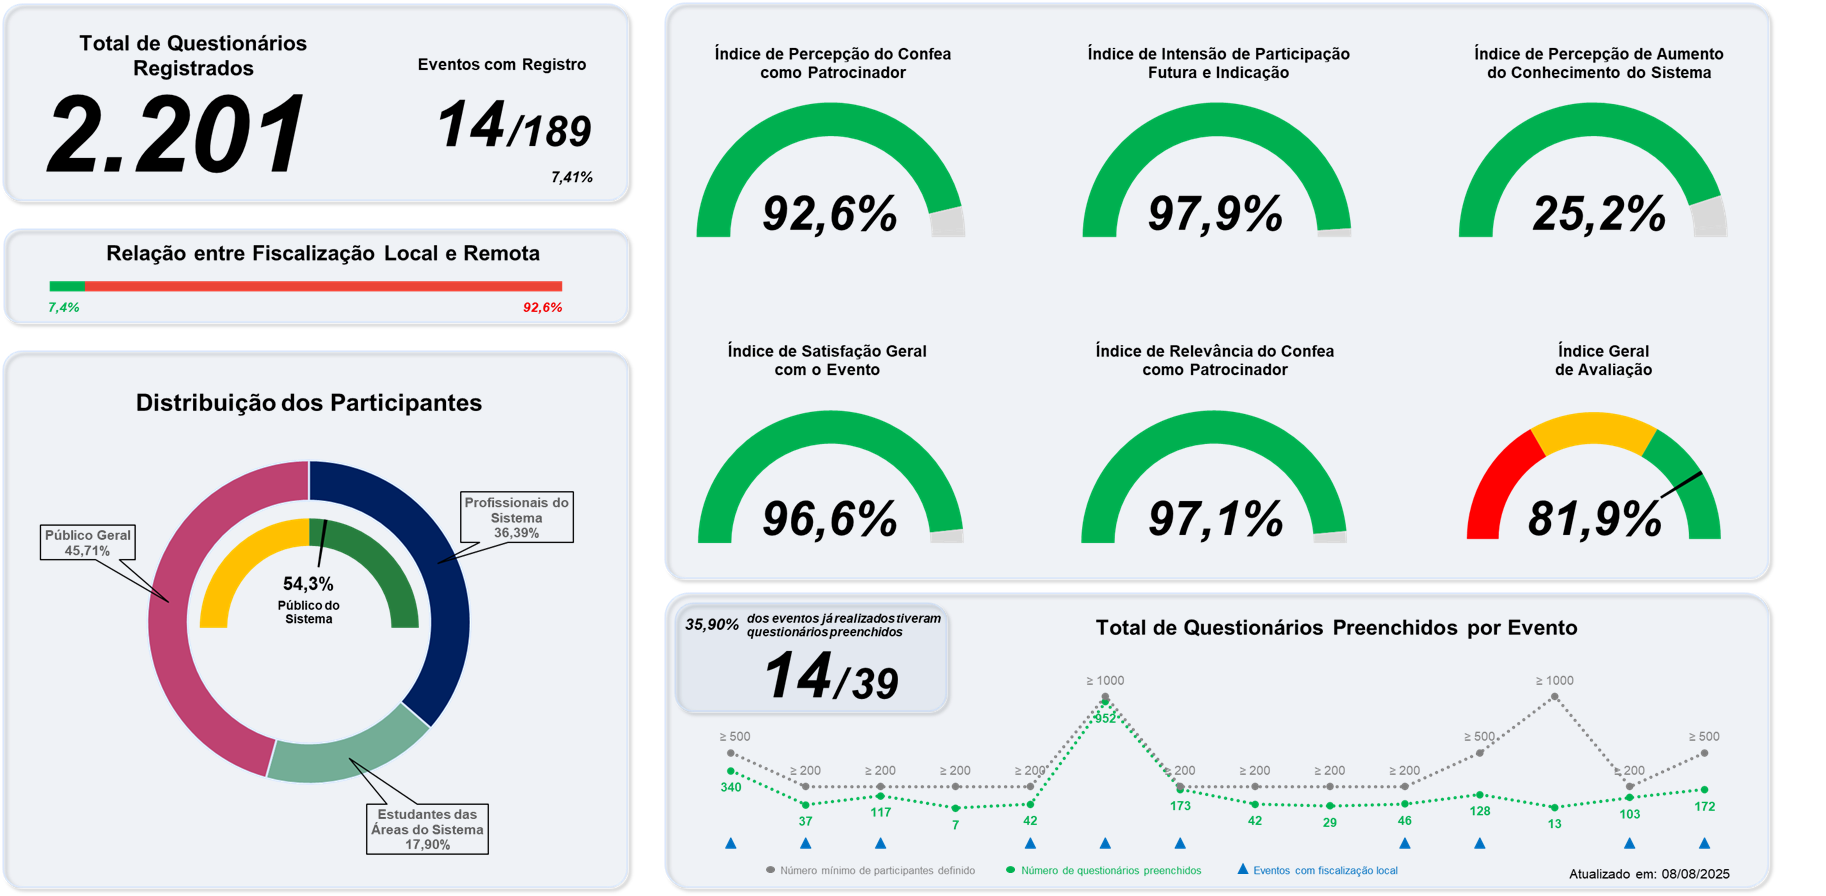 Total de Questionários
Registrados
2.201
Eventos com Registro
14/189
7,41%
Relação entre Fiscalização Local e Remota
7,4%
92,6%
Distribuição dos Participantes
Profissionais do
Sistema
36,39%
Público Geral
45,71%
54,3%
Público do
Sistema
Estudantes das
Áreas do Sistema
17,90%
Índice de Percepção do Confea
como Patrocinador
92,6%
Índice de Intensão de Participação
Futura e Indicação
97,9%
Índice de Percepção de Aumento
do Conhecimento do Sistema
25,2%
Índice de Satisfação Geral
com o Evento
96,6%
Índice de Relevância do Confea
como Patrocinador
97,1%
Índice Geral
de Avaliação
81,9%
35,90% dos eventos já realizados tiveram
questionários preenchidos
14/39
Total de Questionários Preenchidos por Evento
≥ 500
≥ 200
≥ 200
≥ 200
≥ 200
≥ 1000
≥ 200
≥ 200
≥ 200
≥ 200
≥ 500
≥ 1000
≥ 200
≥ 500
340
37
117
7
42
952
173
42
29
46
128
13
103
172
Número mínimo de participantes definido
Número de questionários preenchidos
Eventos com fiscalização local
Atualizado em: 08/08/2025